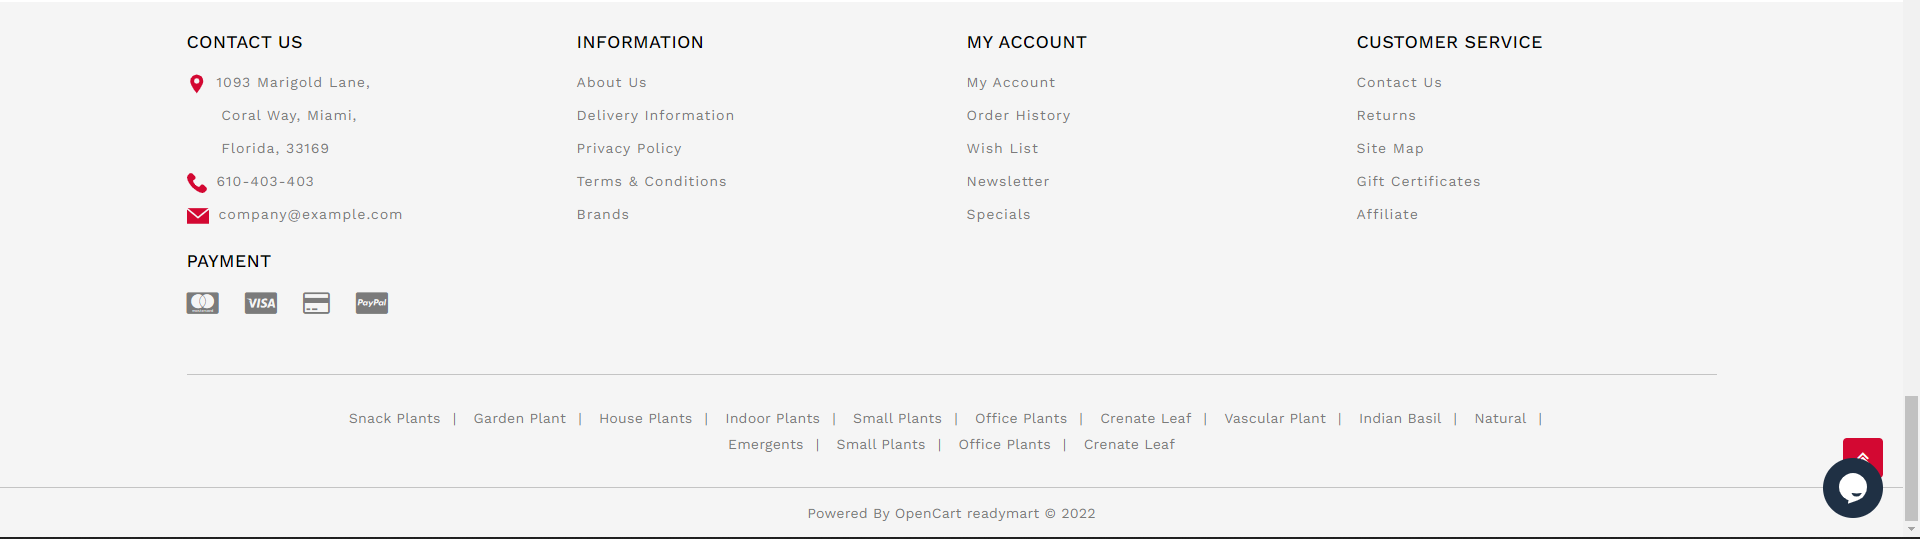 CONTACT US
1093 Marigold Lane,
Coral Way, Miami,
Florida, 33169
610-403-403
company@example.com
PAYMENT
VISA
PayPal
INFORMATION
About Us
Delivery Information
Privacy Policy
Terms & Conditions
Brands
MY ACCOUNT
My Account
Order History
Wish List
Newsletter
Specials
CUSTOMER SERVICE
Contact Us
Returns
Site Map
Gift Certificates
Affiliate
Snack Plants | Garden Plant | House Plants | Indoor Plants | Small Plants | Office Plants | Crenate Leaf | Vascular Plant | Indian Basil | Natural |
Emergents | Small Plants | Office Plants | Crenate Leaf
Powered By OpenCart readymart © 2022